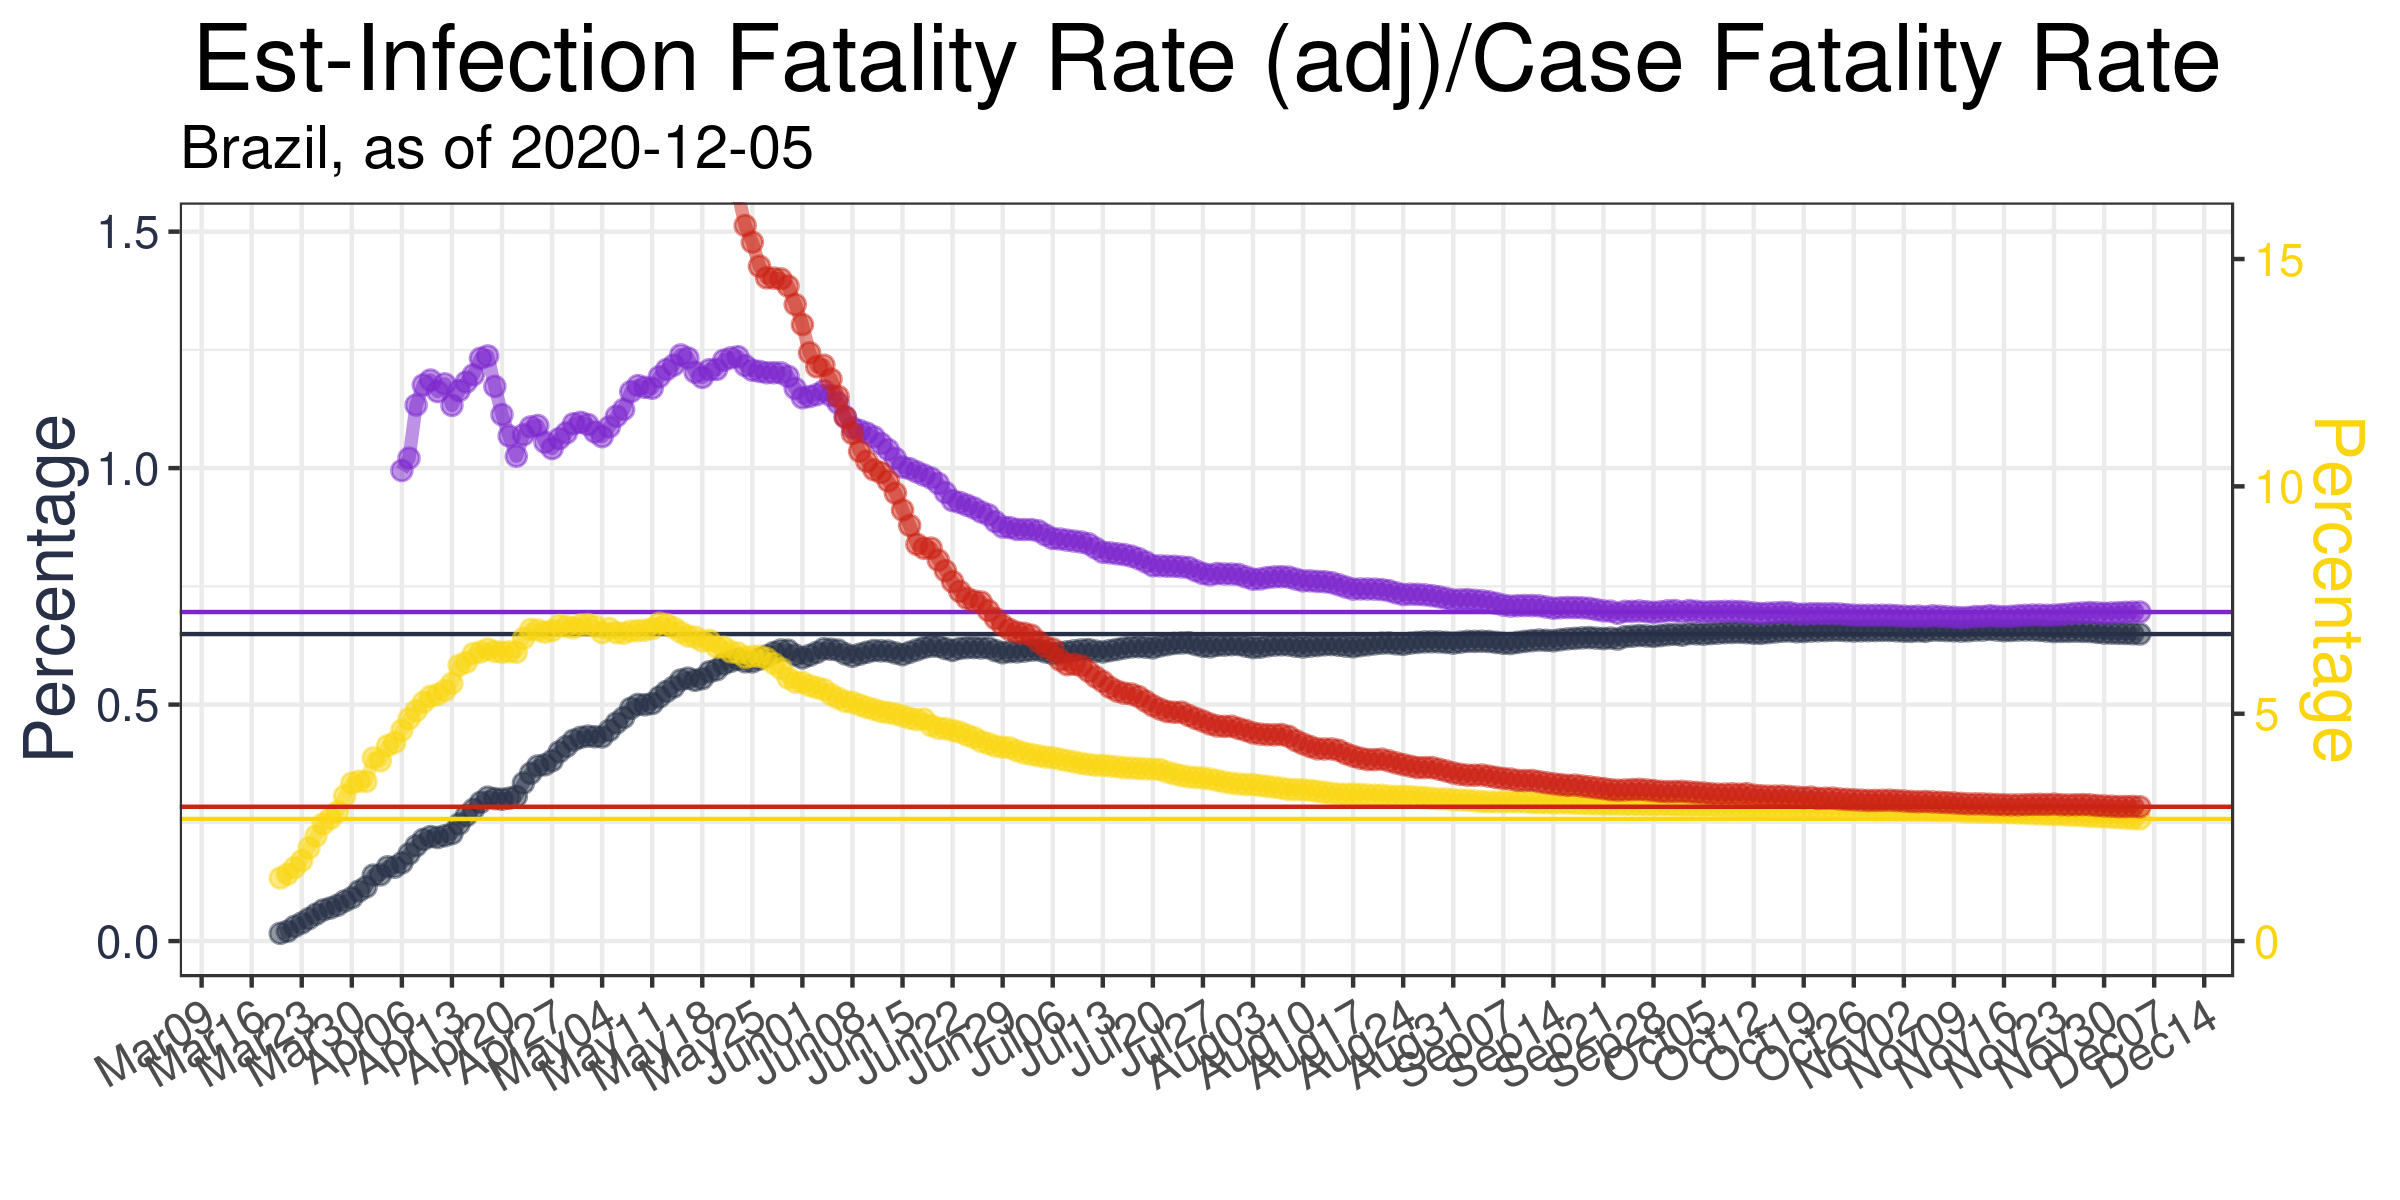 Est-Infection Fatality Rate (adj)/Case Fatality Rate
Brazil, as of 2020-12-05
Percentage
1.5
1.0
0.5
0.0
15
10
5
0
Percentage
Mar09
Mar16
Mar23
Mar30
Apr06
Apr13
Apr20
Apr27
May04
May11
May18
May25
Jun01
Jun08
Jun15
Jun22
Jun29
Jul06
Jul13
Jul20
Jul27
Aug03
Aug10
Aug17
Aug24
Aug31
Sep07
Sep14
Sep21
Sep28
Oct05
Oct12
Oct19
Oct26
Nov02
Nov09
Nov16
Nov23
Nov30
Dec07
Dec14